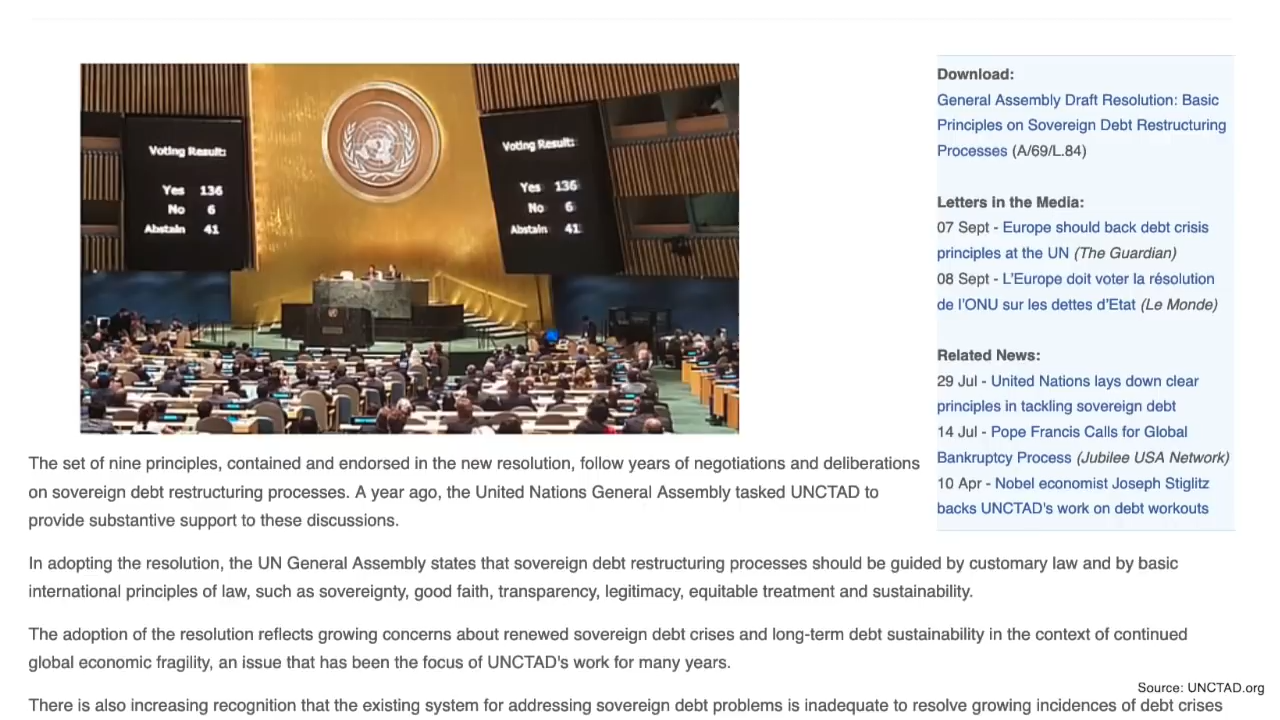 Voting Result:
Yes 136
No 6
Abstain 41
Voting Result:
Yes 136
No 6
Abstain 41
The set of nine principles, contained and endorsed in the new resolution, follow years of negotiations and deliberations
on sovereign debt restructuring processes. A year ago, the United Nations General Assembly tasked UNCTAD to
provide substantive support to these discussions.
Download:
General Assembly Draft Resolution: Basic
Principles on Sovereign Debt Restructuring
Processes (A/69/L.84)
Letters in the Media:
07 Sept - Europe should back debt crisis
principles at the UN (The Guardian)
08 Sept - L'Europe doit voter la résolution
de l'ONU sur les dettes d'Etat (Le Monde)
Related News:
29 Jul - United Nations lays down clear
principles in tackling sovereign debt
14 Jul - Pope Francis Calls for Global
Bankruptcy Process (Jubilee USA Network)
10 Apr - Nobel economist Joseph Stiglitz
backs UNCTAD's work on debt workouts
In adopting the resolution, the UN General Assembly states that sovereign debt restructuring processes should be guided by customary law and by basic
international principles of law, such as sovereignty, good faith, transparency, legitimacy, equitable treatment and sustainability.
The adoption of the resolution reflects growing concerns about renewed sovereign debt crises and long-term debt sustainability in the context of continued
global economic fragility, an issue that has been the focus of UNCTAD's work for many years.
Source: UNCTAD.org
There is also increasing recognition that the existing system for addressing sovereign debt problems is inadequate to resolve growing incidences of debt crises